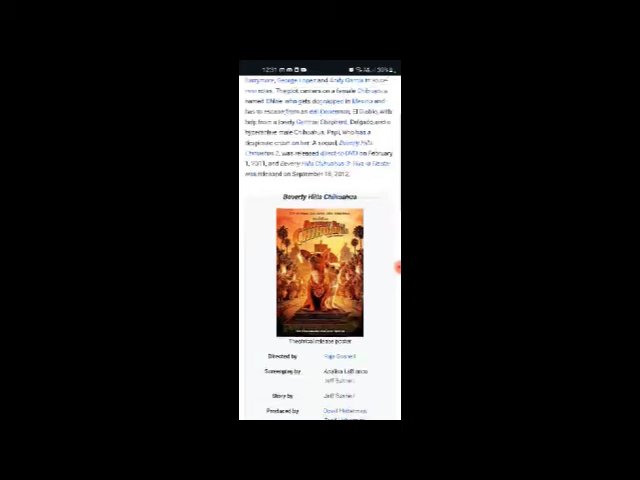 12:31
Barrymore, George Lopez and Andy Garcia in voice-
over roles. The plot centers on a female Chihuahua
named Chloe, who gets dognapped in Mexico and
has to escape from an evil Doberman, El Diablo, with
help from a lonely German Shepherd, Delgado and a
hyperactive male Chihuahua, Papi, who has a
desperate crush on her. A sequel, Beverly Hills
Chihuahua 2, was released direct-to-DVD on February
1, 2011, and Beverly Hills Chihuahua 3: Viva la Fiesta!
was released on September 18, 2012.
Beverly Hills Chihuahua
Theatrical release poster
Directed by Raja Gosnell
Screenplay by Analisa LaBianco
Jeff Bushell
Story by Jeff Bushell
Produced by David Hoberman